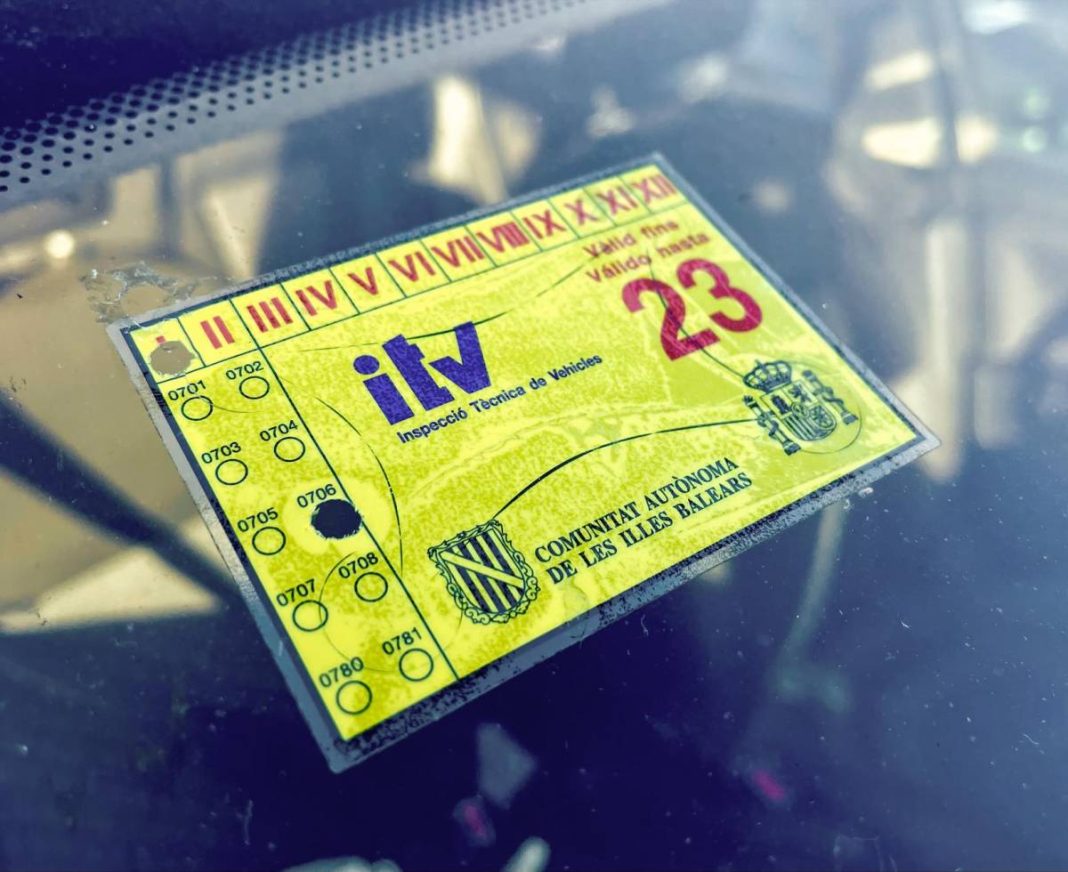 I II III IV V VI VII VIII IX X XI XII
Vàlid fins
Válido hasta
23
itv
Inspecció Tècnica de Vehicles
0701 0702
0703 0704
0705 0706
0707 0708
0780 0781
COMUNITAT AUTÒNOMA
DE LES ILLES BALEARS